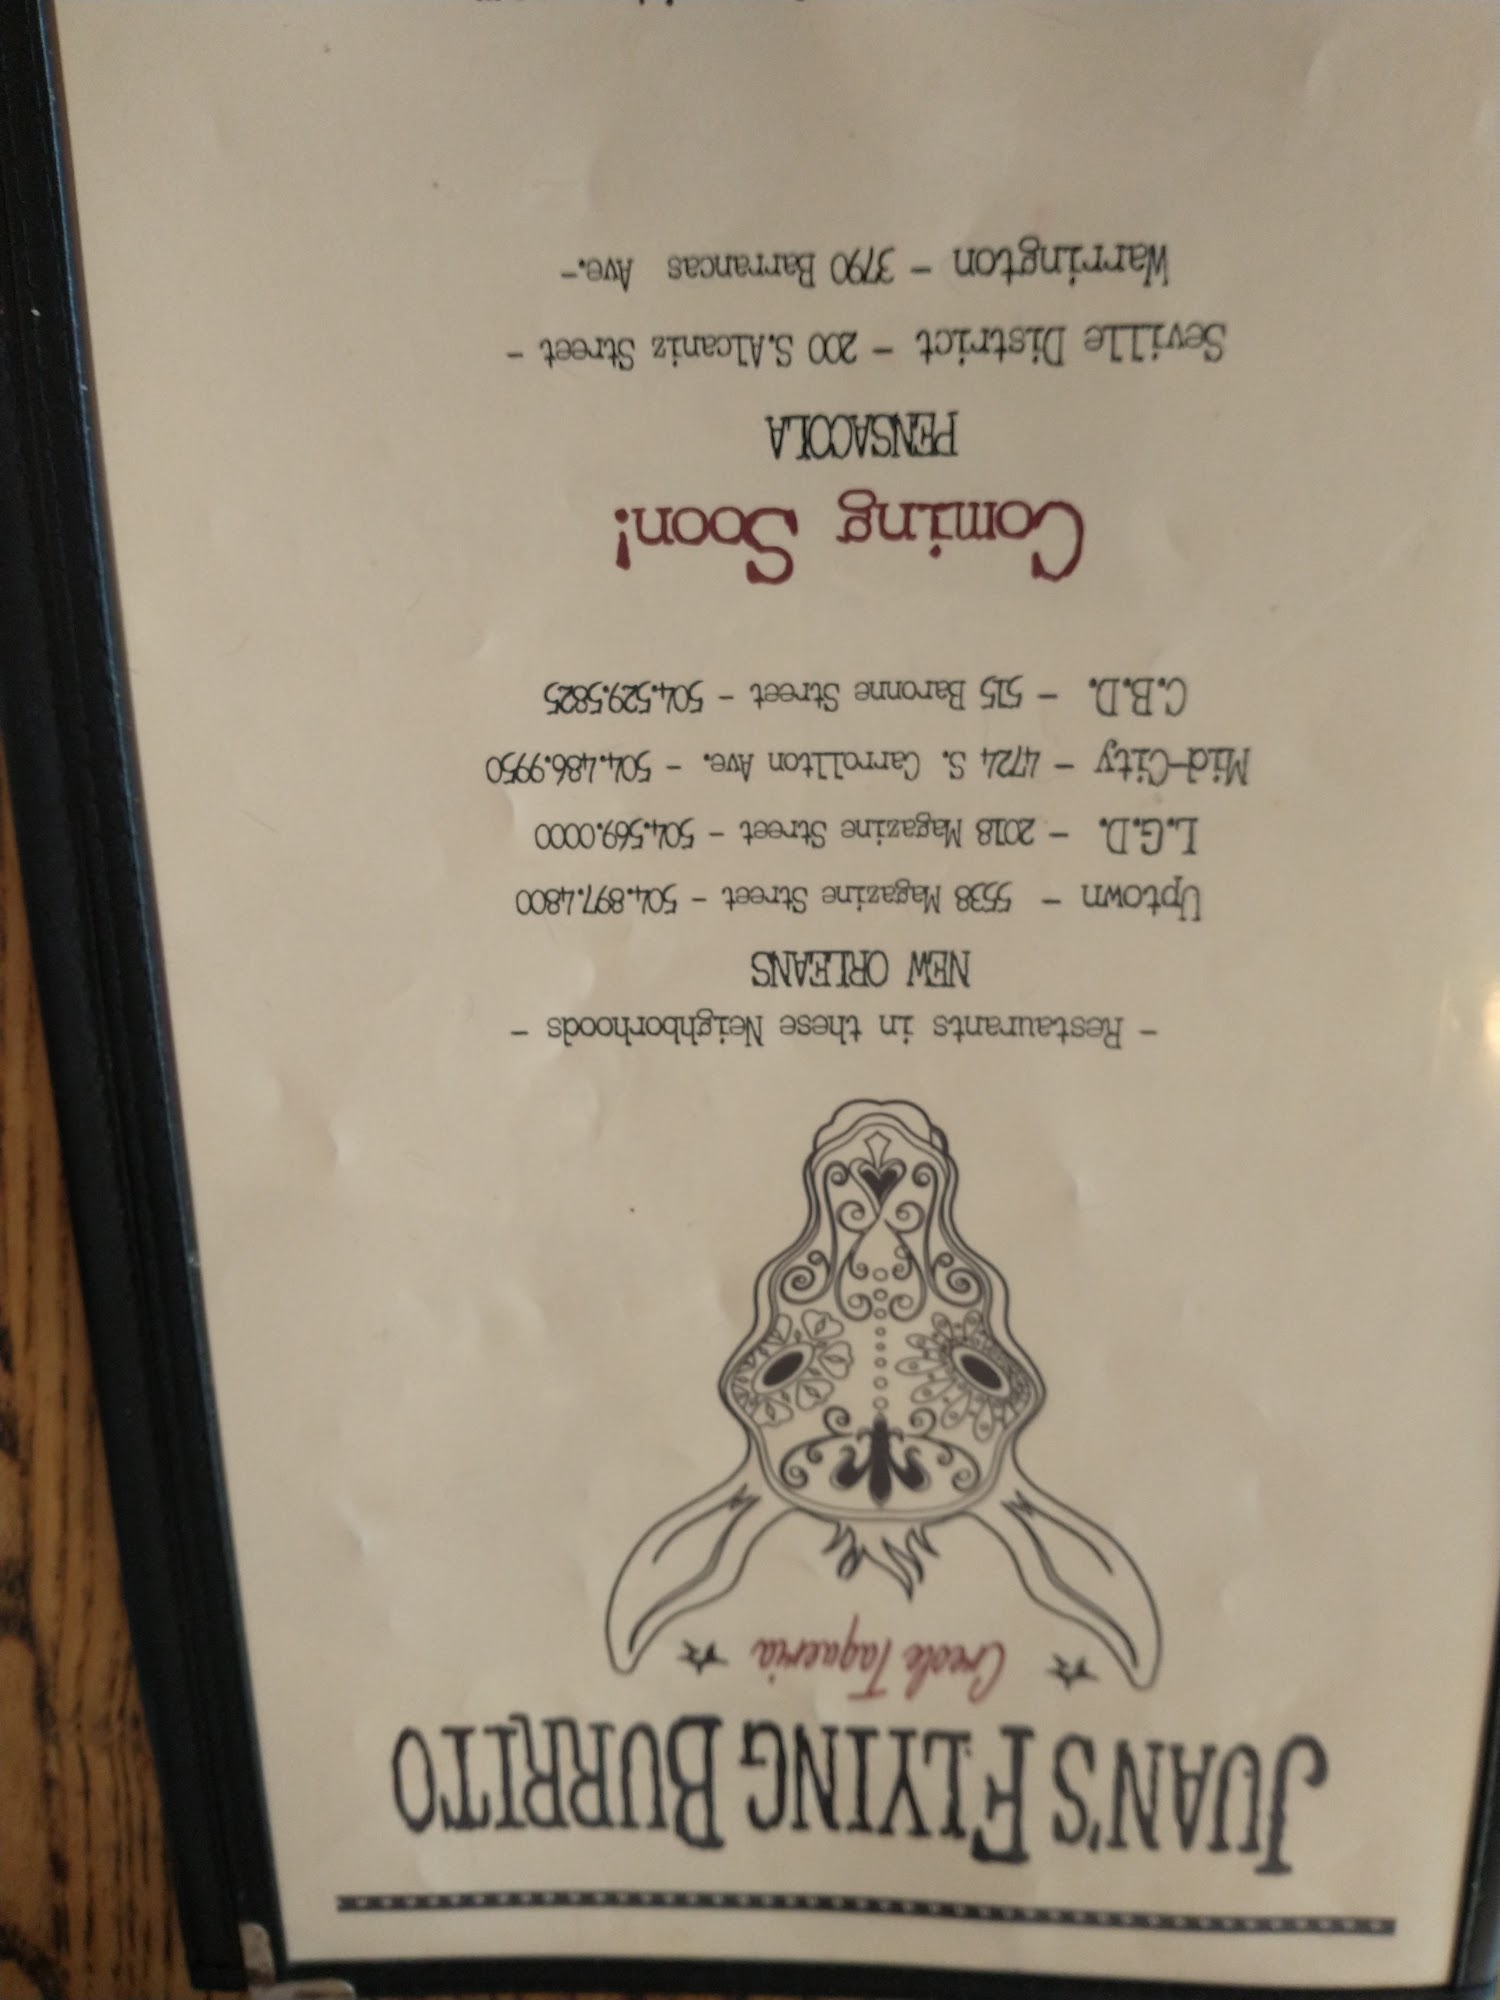 JUAN'S FLYING BURRITO
Creole Taqueria
- Restaurants in these Neighborhoods -
NEW ORLEANS
Uptown - 5538 Magazine Street - 504.897.4800
L.G.D. - 2018 Magazine Street - 504.569.0000
Mid-City - 4724 S. Carrollton Ave. - 504.486.9950
C.B.D. - 515 Baronne Street - 504.529.5825
Coming Soon!
PENSACOLA
Seville District - 200 S.Alcaniz Street -
Warrington - 3790 Barrancas Ave.-